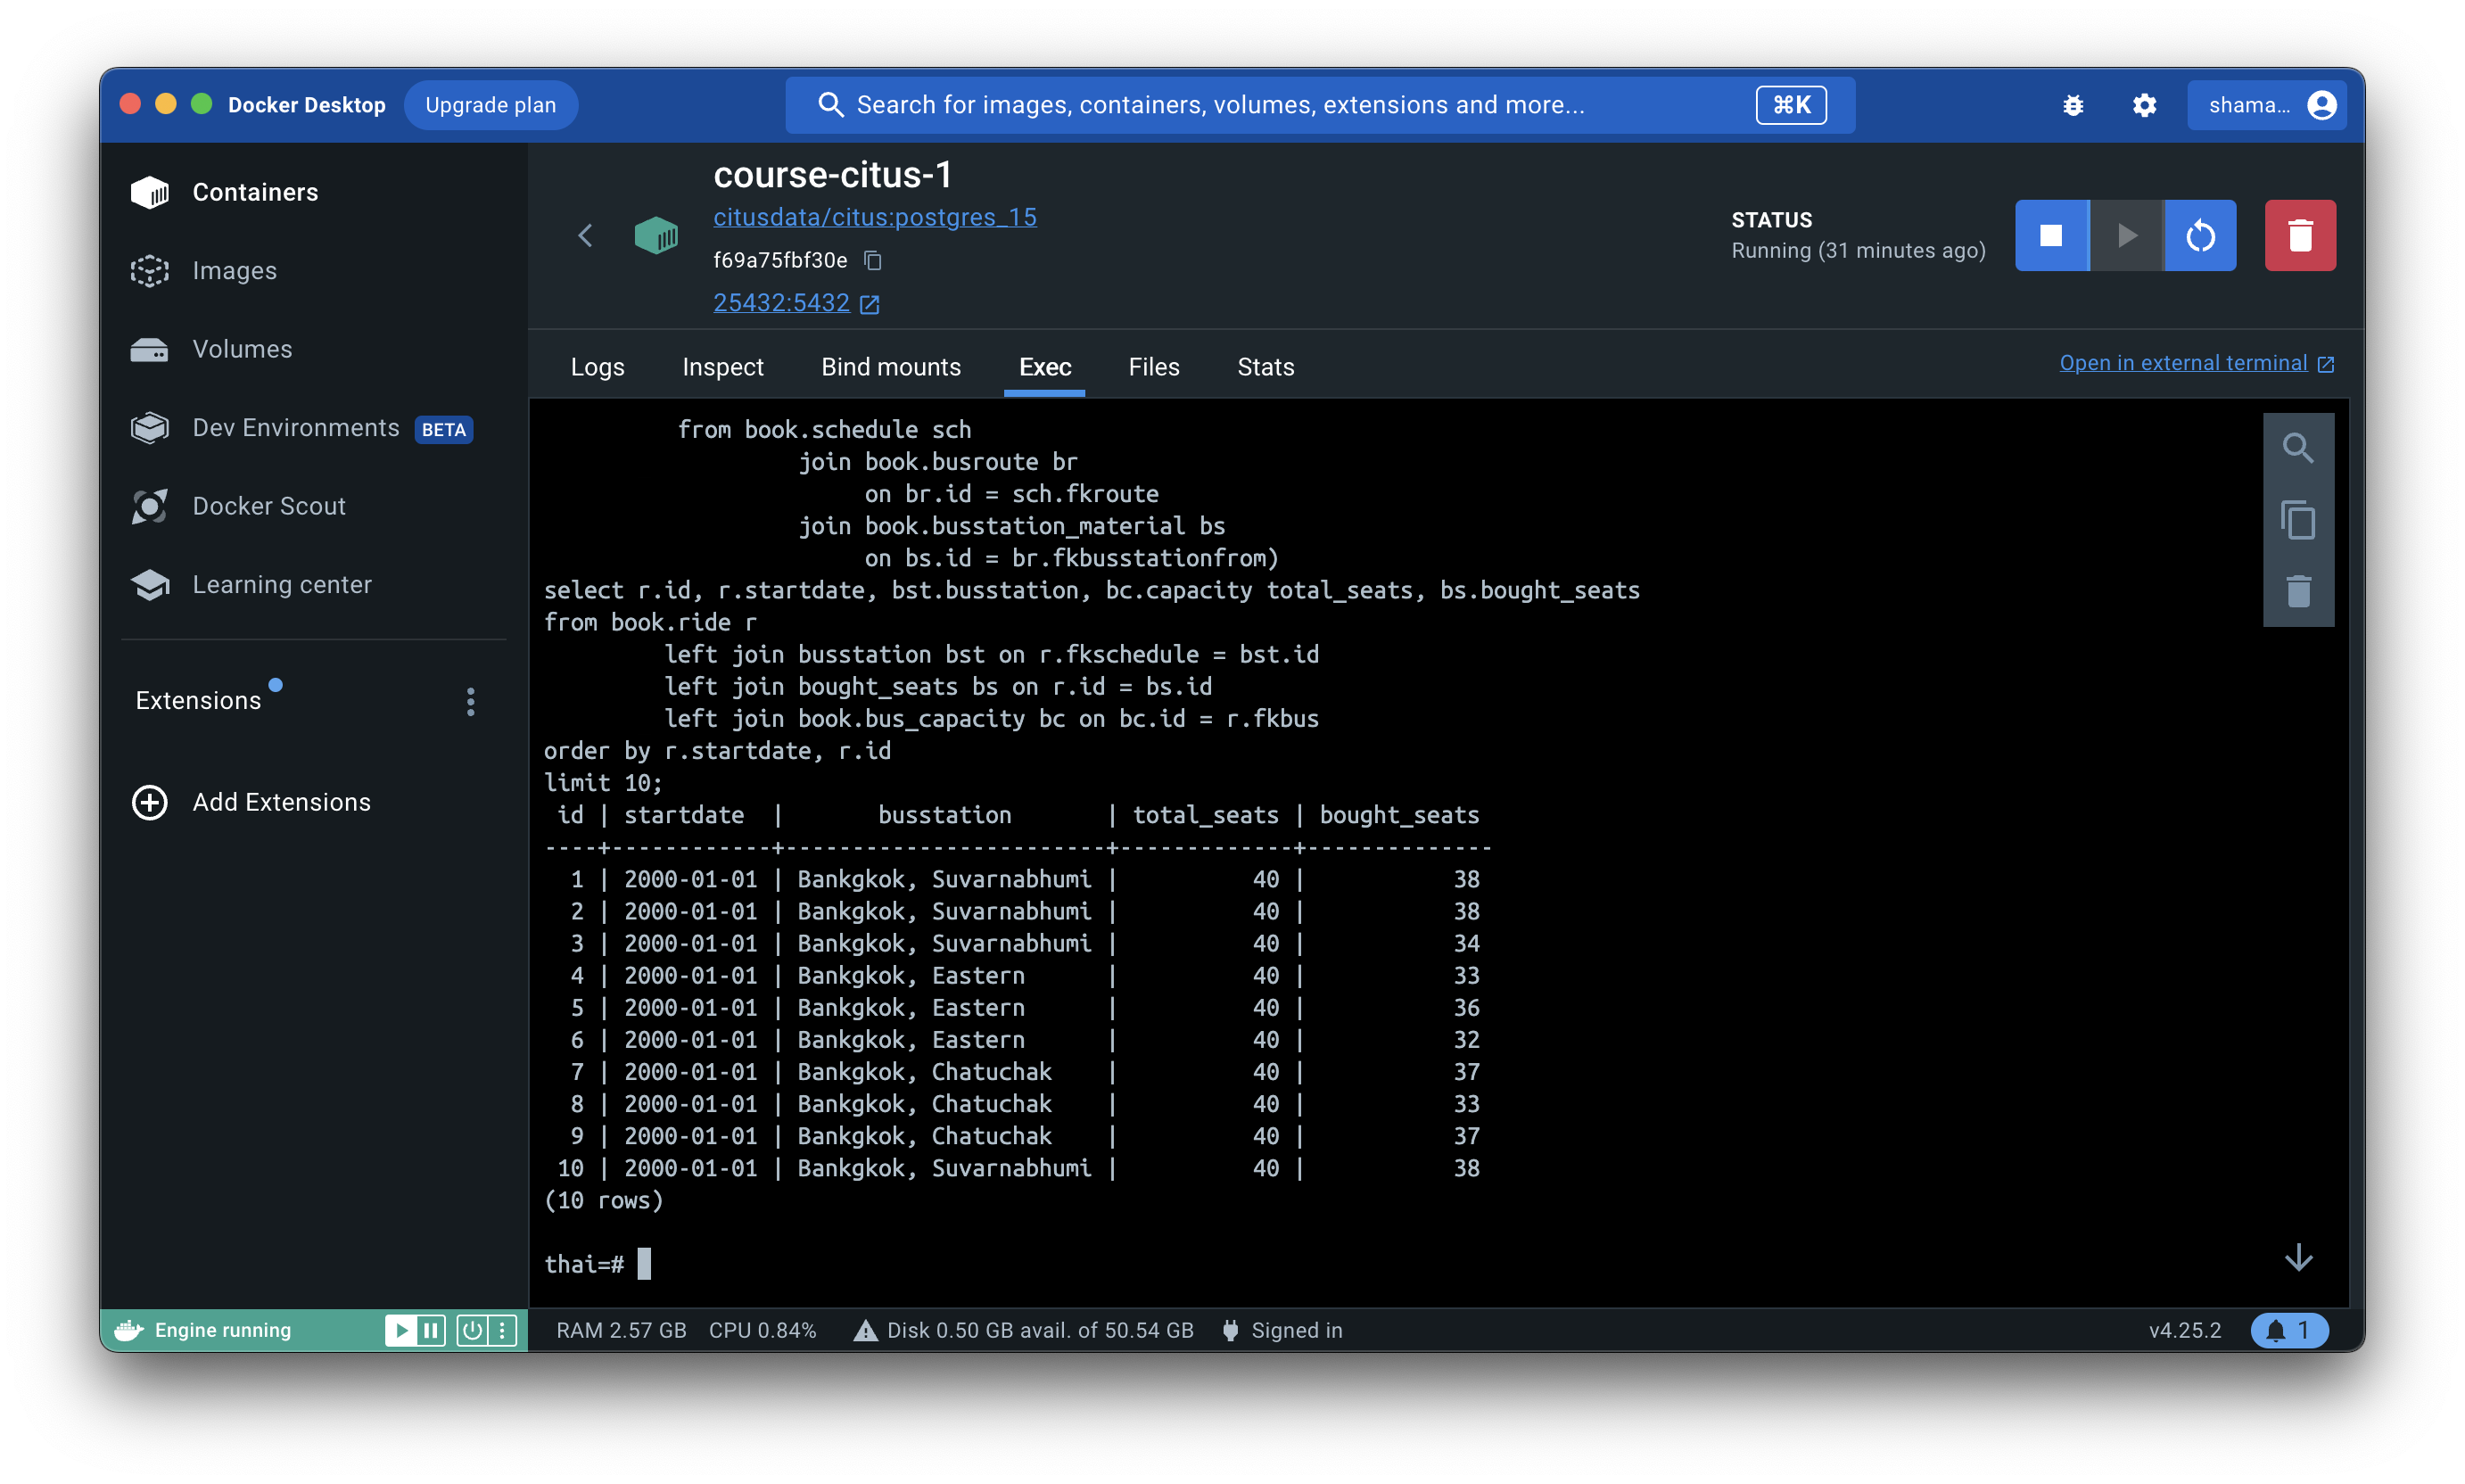 Docker Desktop Upgrade plan Search for images, containers, volumes, extensions and more... ⌘K shama...
Containers
Images
Volumes
Dev Environments BETA
Docker Scout
Learning center
Extensions
Add Extensions
course-citus-1
citusdata/citus:postgres_15
f69a75fbf30e
25432:5432
STATUS
Running (31 minutes ago)
Logs Inspect Bind mounts Exec Files Stats Open in external terminal
          from book.schedule sch
                   join book.busroute br
                        on br.id = sch.fkroute
                   join book.busstation_material bs
                        on bs.id = br.fkbusstationfrom)
select r.id, r.startdate, bst.busstation, bc.capacity total_seats, bs.bought_seats
from book.ride r
         left join busstation bst on r.fkschedule = bst.id
         left join bought_seats bs on r.id = bs.id
         left join book.bus_capacity bc on bc.id = r.fkbus
order by r.startdate, r.id
limit 10;
 id | startdate  |       busstation       | total_seats | bought_seats
----+------------+------------------------+-------------+--------------
  1 | 2000-01-01 | Bankgkok, Suvarnabhumi |          40 |           38
  2 | 2000-01-01 | Bankgkok, Suvarnabhumi |          40 |           38
  3 | 2000-01-01 | Bankgkok, Suvarnabhumi |          40 |           34
  4 | 2000-01-01 | Bankgkok, Eastern      |          40 |           33
  5 | 2000-01-01 | Bankgkok, Eastern      |          40 |           36
  6 | 2000-01-01 | Bankgkok, Eastern      |          40 |           32
  7 | 2000-01-01 | Bankgkok, Chatuchak    |          40 |           37
  8 | 2000-01-01 | Bankgkok, Chatuchak    |          40 |           33
  9 | 2000-01-01 | Bankgkok, Chatuchak    |          40 |           37
 10 | 2000-01-01 | Bankgkok, Suvarnabhumi |          40 |           38
(10 rows)
thai=#
Engine running RAM 2.57 GB CPU 0.84% Disk 0.50 GB avail. of 50.54 GB Signed in v4.25.2 1